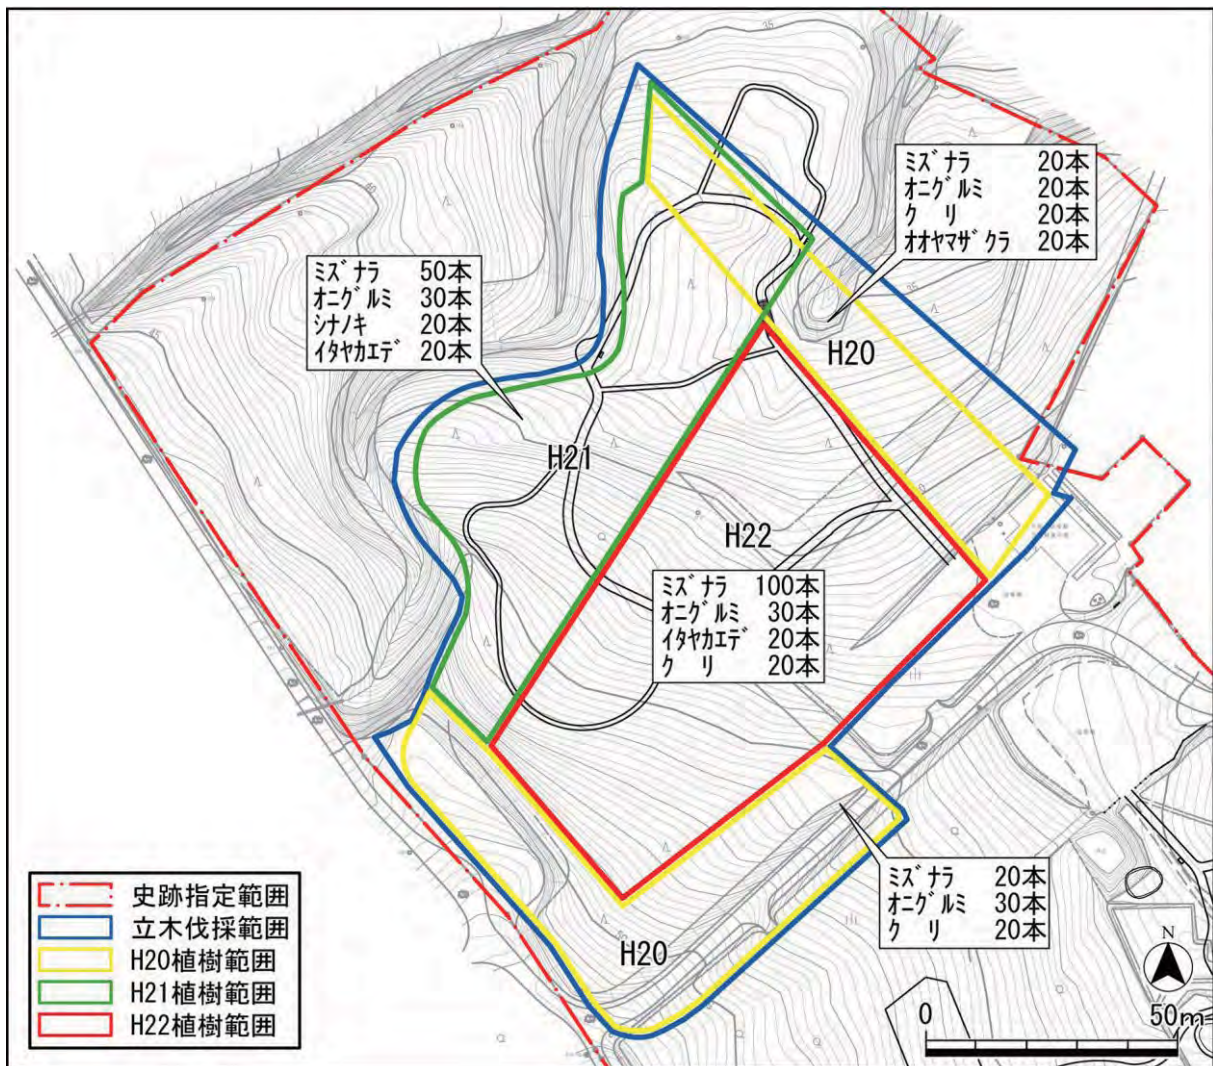 35
40
45
35
ミズナラ 20本
オニグルミ 20本
クリ 20本
オオヤマザクラ 20本
ミズナラ 50本
オニグルミ 30本
シナノキ 20本
イタヤカエデ 20本
H20
H21
H22
ミズナラ 100本
オニグルミ 30本
イタヤカエデ 20本
クリ 20本
ミズナラ 20本
オニグルミ 30本
クリ 20本
H20
史跡指定範囲
立木伐採範囲
H20植樹範囲
H21植樹範囲
H22植樹範囲
N
0 50m